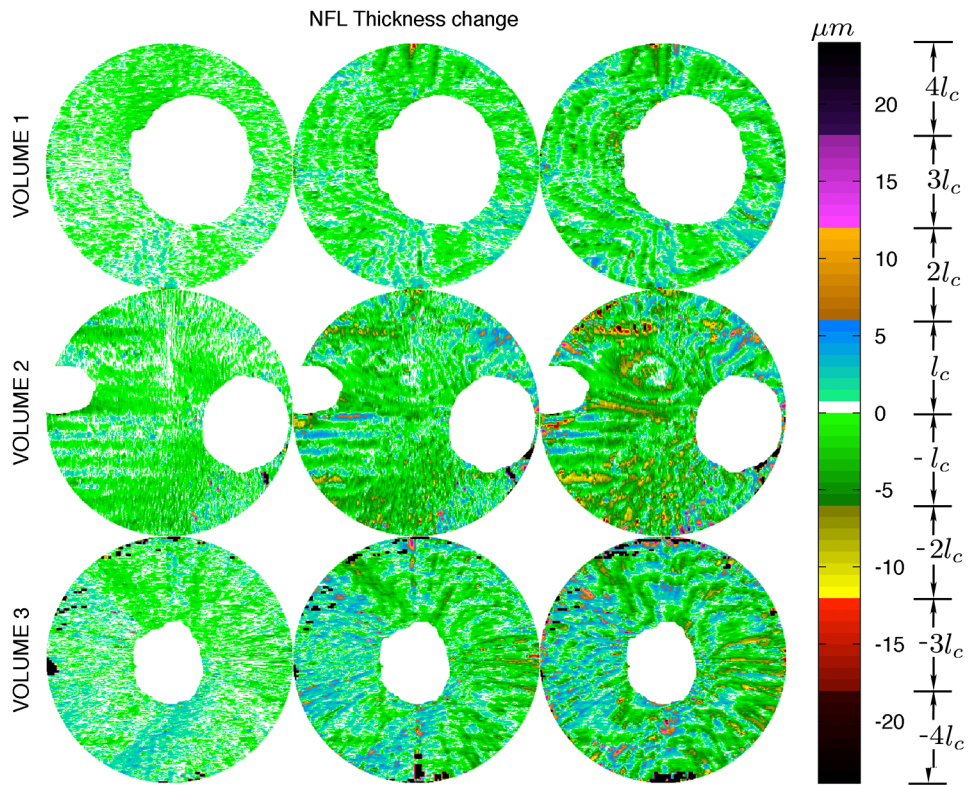 NFL Thickness change
μm
VOLUME 1
VOLUME 2
VOLUME 3
20
15
10
5
0
-5
-10
-15
-20
4l_c
3l_c
2l_c
l_c
-l_c
-2l_c
-3l_c
-4l_c